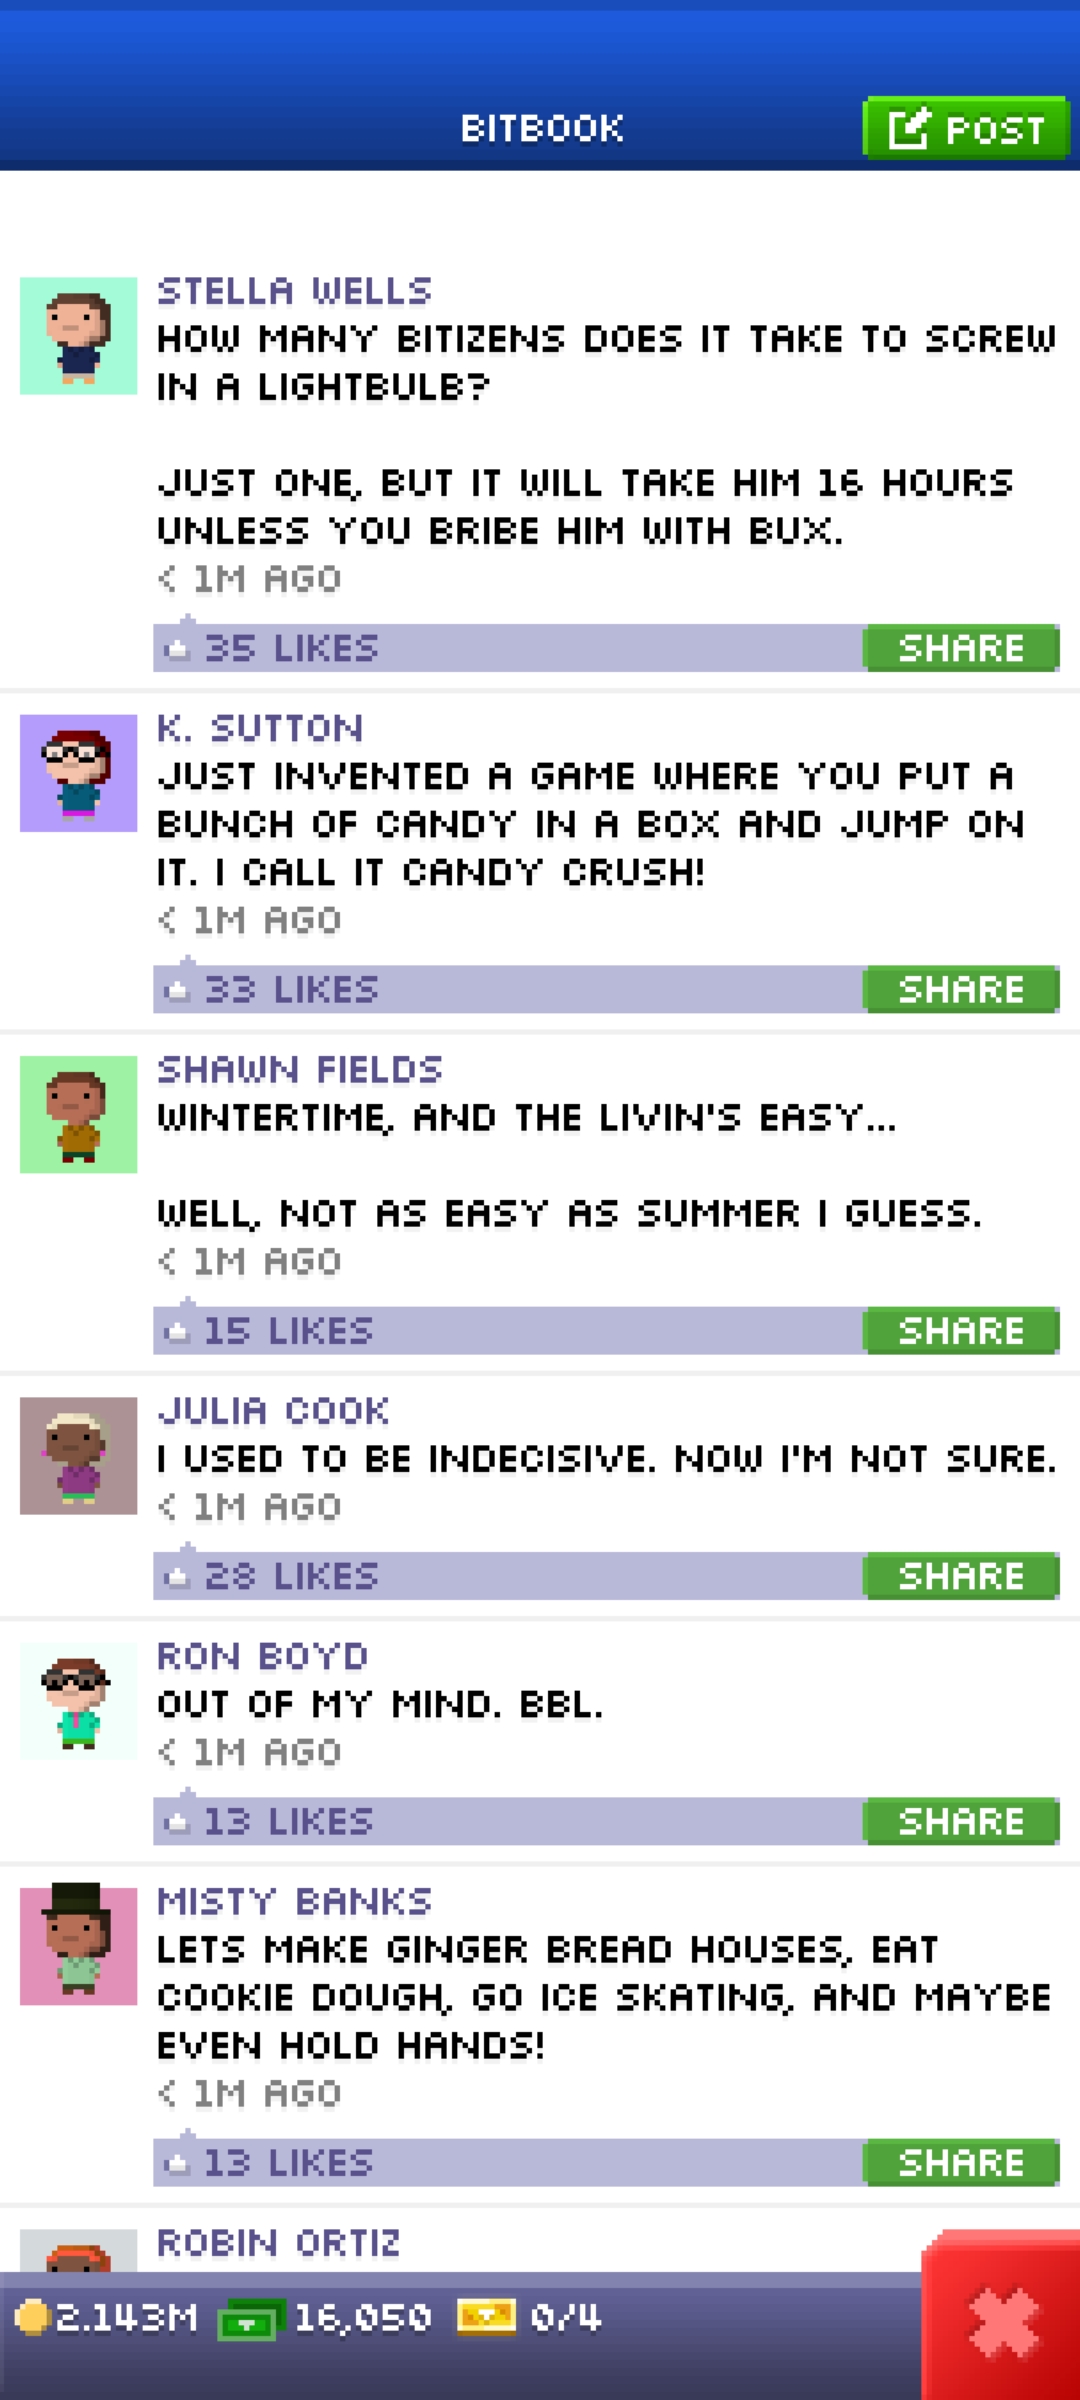 BITBOOK
POST
STELLA WELLS
HOW MANY BITIZENS DOES IT TAKE TO SCREW
IN A LIGHTBULB?
JUST ONE, BUT IT WILL TAKE HIM 16 HOURS
UNLESS YOU BRIBE HIM WITH BUX.
< 1M AGO
35 LIKES
SHARE
K. SUTTON
JUST INVENTED A GAME WHERE YOU PUT A
BUNCH OF CANDY IN A BOX AND JUMP ON
IT. I CALL IT CANDY CRUSH!
< 1M AGO
33 LIKES
SHARE
SHAWN FIELDS
WINTERTIME, AND THE LIVIN'S EASY...
WELL, NOT AS EASY AS SUMMER I GUESS.
< 1M AGO
15 LIKES
SHARE
JULIA COOK
I USED TO BE INDECISIVE. NOW I'M NOT SURE.
< 1M AGO
28 LIKES
SHARE
RON BOYD
OUT OF MY MIND. BBL.
< 1M AGO
13 LIKES
SHARE
MISTY BANKS
LETS MAKE GINGER BREAD HOUSES, EAT
COOKIE DOUGH, GO ICE SKATING, AND MAYBE
EVEN HOLD HANDS!
< 1M AGO
13 LIKES
SHARE
ROBIN ORTIZ
2.143M 16,050 0/4